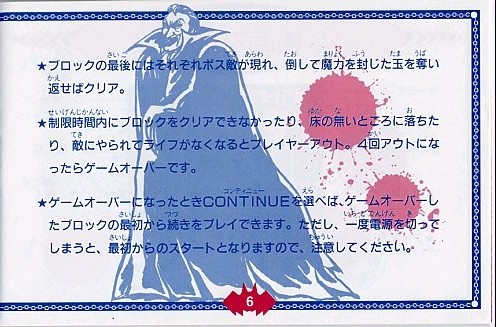 ★ブロックの最後にはそれぞれボス敵が現れ、倒して魔力を封じた玉を奪い
返せばクリア。
★制限時間内にブロックをクリアできなかったり、床の無いところに落ちた
り、敵にやられてライフがなくなるとプレイヤーアウト。4回アウトにな
ったらゲームオーバーです。
★ゲームオーバーになったときCONTINUEを選べば、ゲームオーバーし
たブロックの最初から続きをプレイできます。ただし、一度電源を切って
しまうと、最初からのスタートとなりますので、注意してください。
6